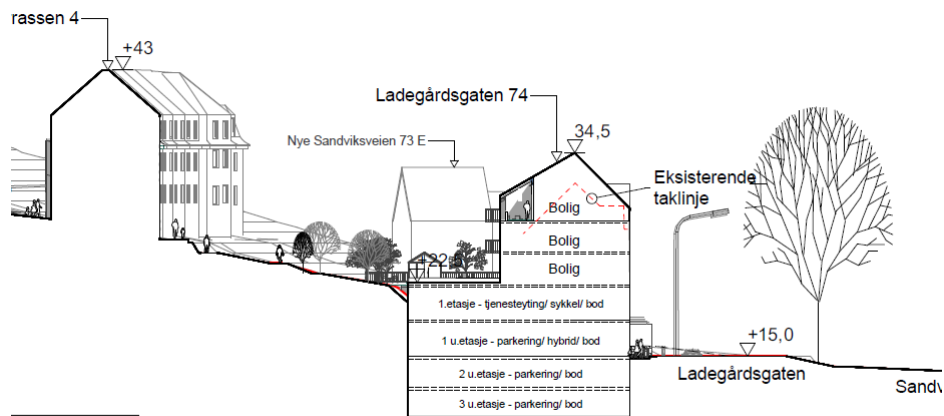 rassen 4
+43
Ladegårdsgaten 74
34,5
Nye Sandviksveien 73 E
Eksisterende
taklinje
Bolig
Bolig
Bolig
1.etasje - tjenesteyting/ sykkel/ bod
1 u.etasje - parkering/ hybrid/ bod
+15,0
2 u.etasje - parkering/ bod
Ladegårdsgaten
Sandv
3 u.etasje - parkering/ bod